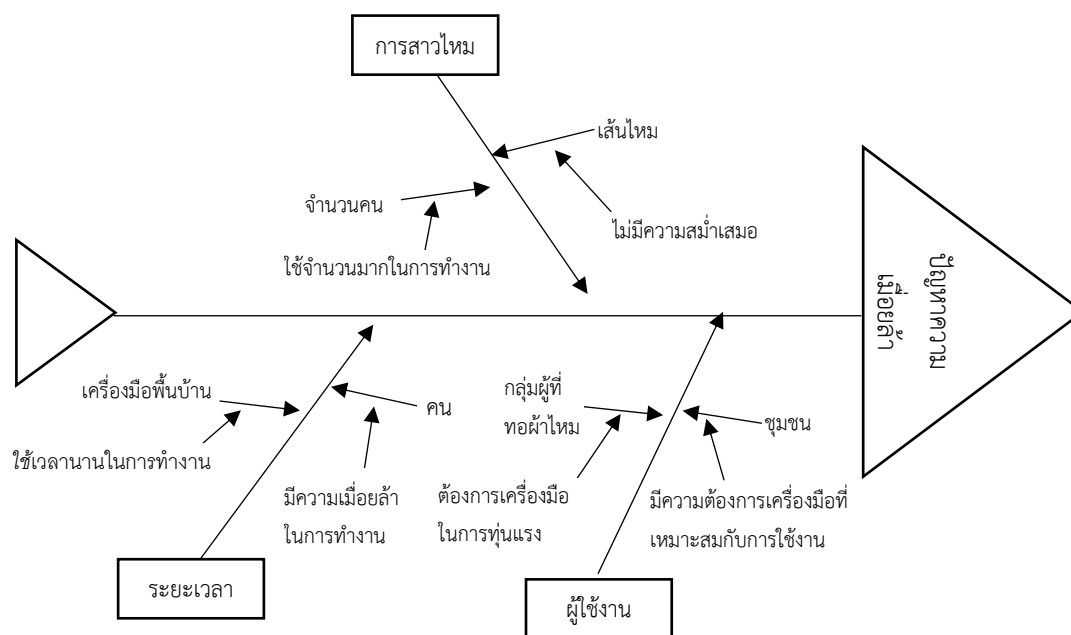 การสาวไหม
เส้นไหม
จำนวนคน
ไม่มีความสม่ำเสมอ
ใช้จำนวนมากในการทำงาน
ปัญหาความ
เมื่อยล้า
เครื่องมือพื้นบ้าน
คน
ใช้เวลานานในการทำงาน
มีความเมื่อยล้า
ในการทำงาน
กลุ่มผู้ที่
ทอผ้าไหม
ชุมชน
ต้องการเครื่องมือ
ในการทุ่นแรง
มีความต้องการเครื่องมือที่
เหมาะสมกับการใช้งาน
ระยะเวลา
ผู้ใช้งาน